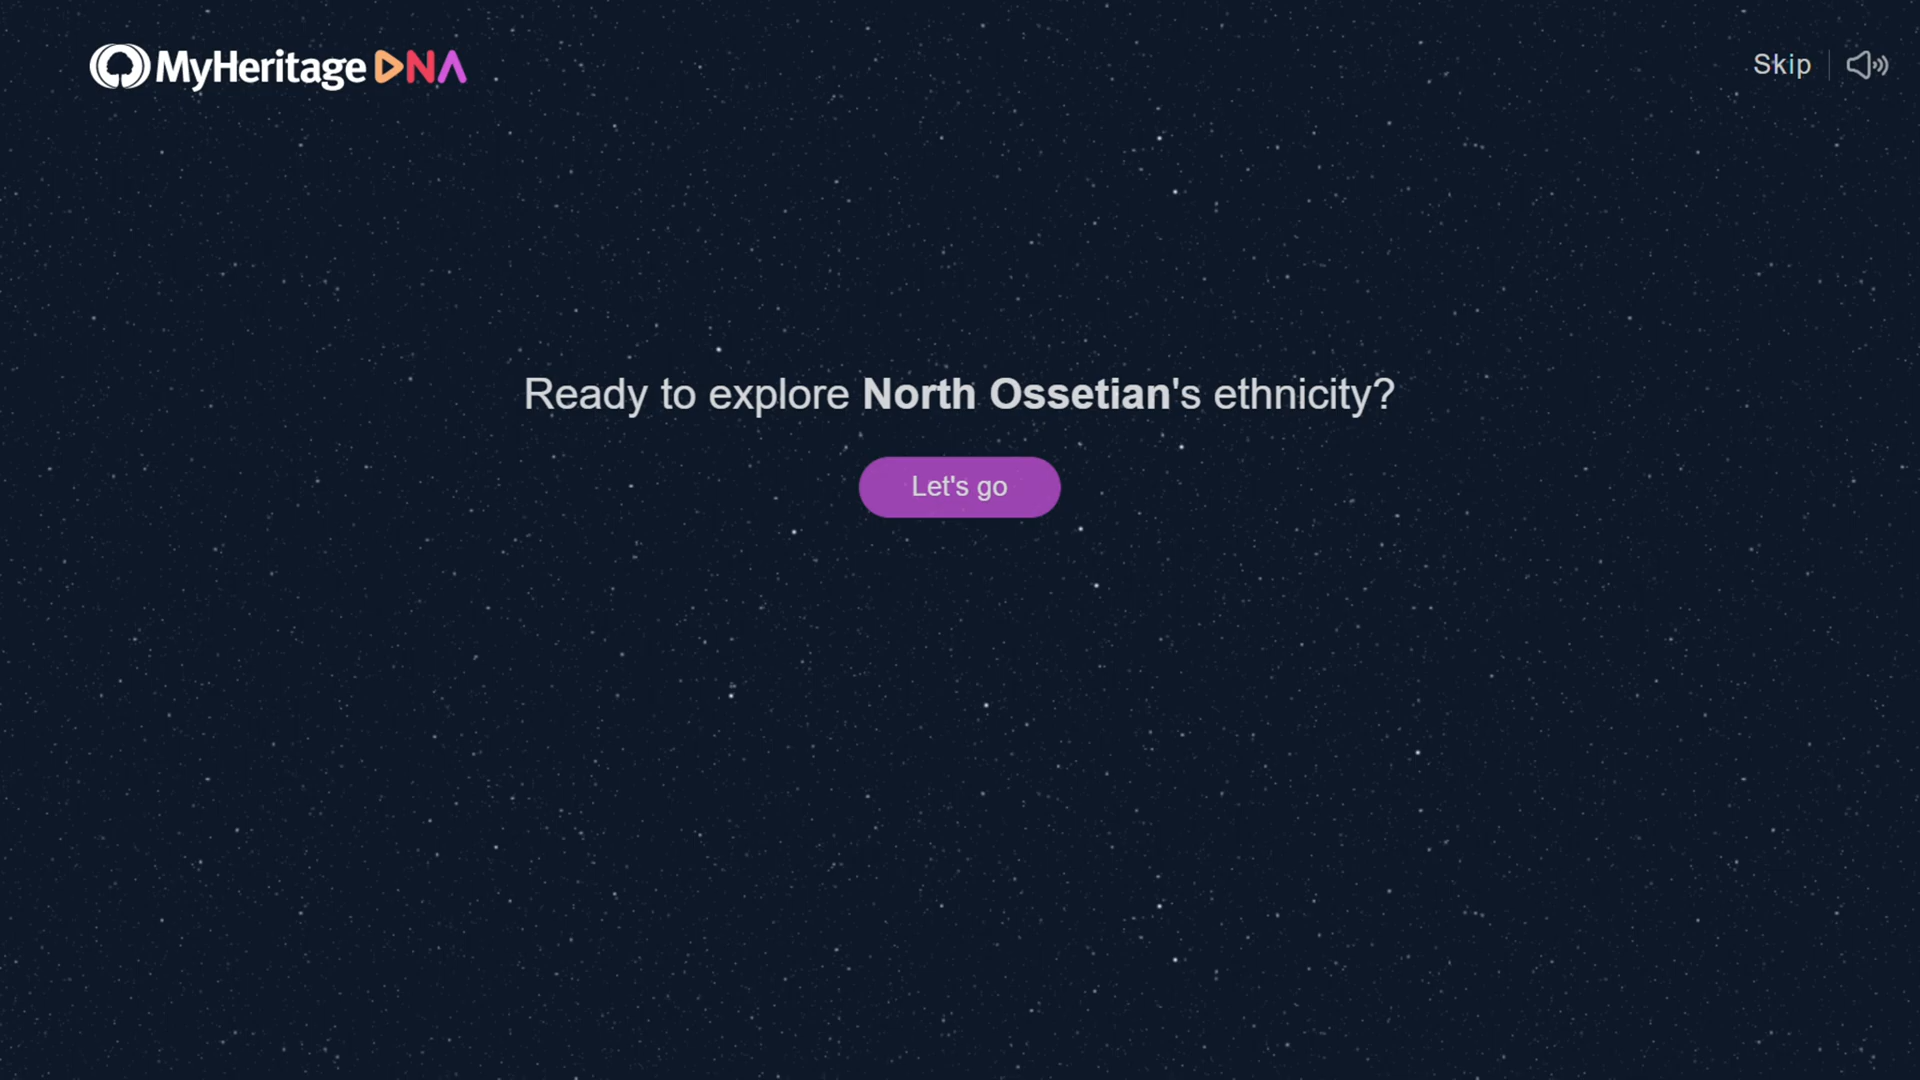 MyHeritage DNA
Skip
Ready to explore North Ossetian's ethnicity?
Let's go